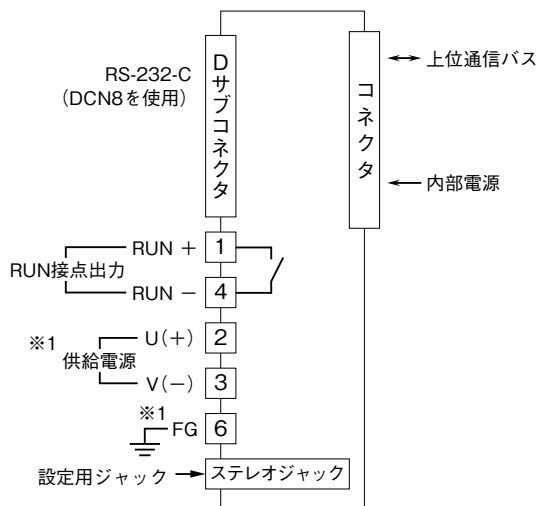 RS-232-C
（DCN8を使用）
Dサブコネクタ
コネクタ
上位通信バス
内部電源
RUN +
1
RUN接点出力
RUN −
4
※1
U(+)
2
供給電源
V(−)
3
※1
FG
6
設定用ジャック
ステレオジャック